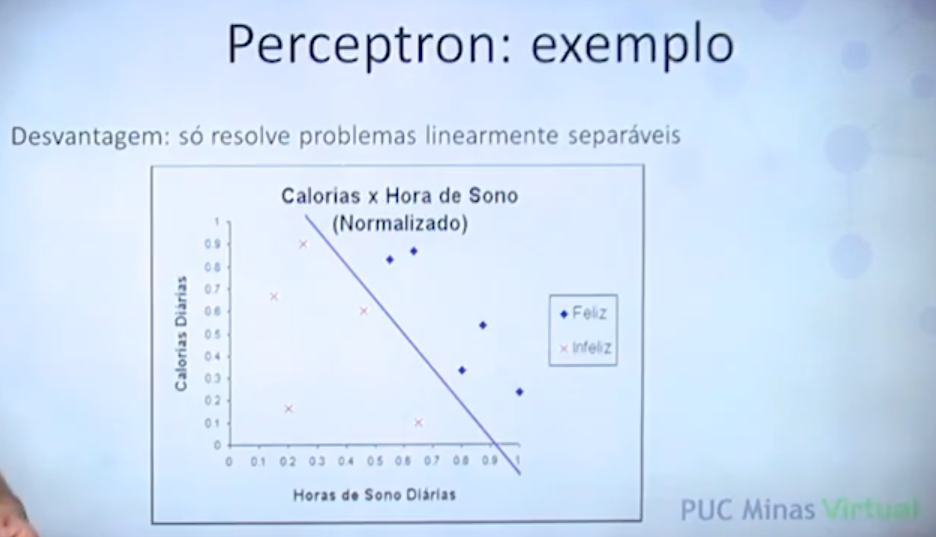 Perceptron: exemplo
Desvantagem: só resolve problemas linearmente separáveis
Calorias x Hora de Sono
(Normalizado)
Calorias Diárias
1
0.9
0.8
0.7
0.6
0.5
0.4
0.3
0.2
0.1
0
0 0.1 0.2 0.3 0.4 0.5 0.6 0.7 0.8 0.9 1
Horas de Sono Diárias
Feliz
Infeliz
PUC Minas Virtual